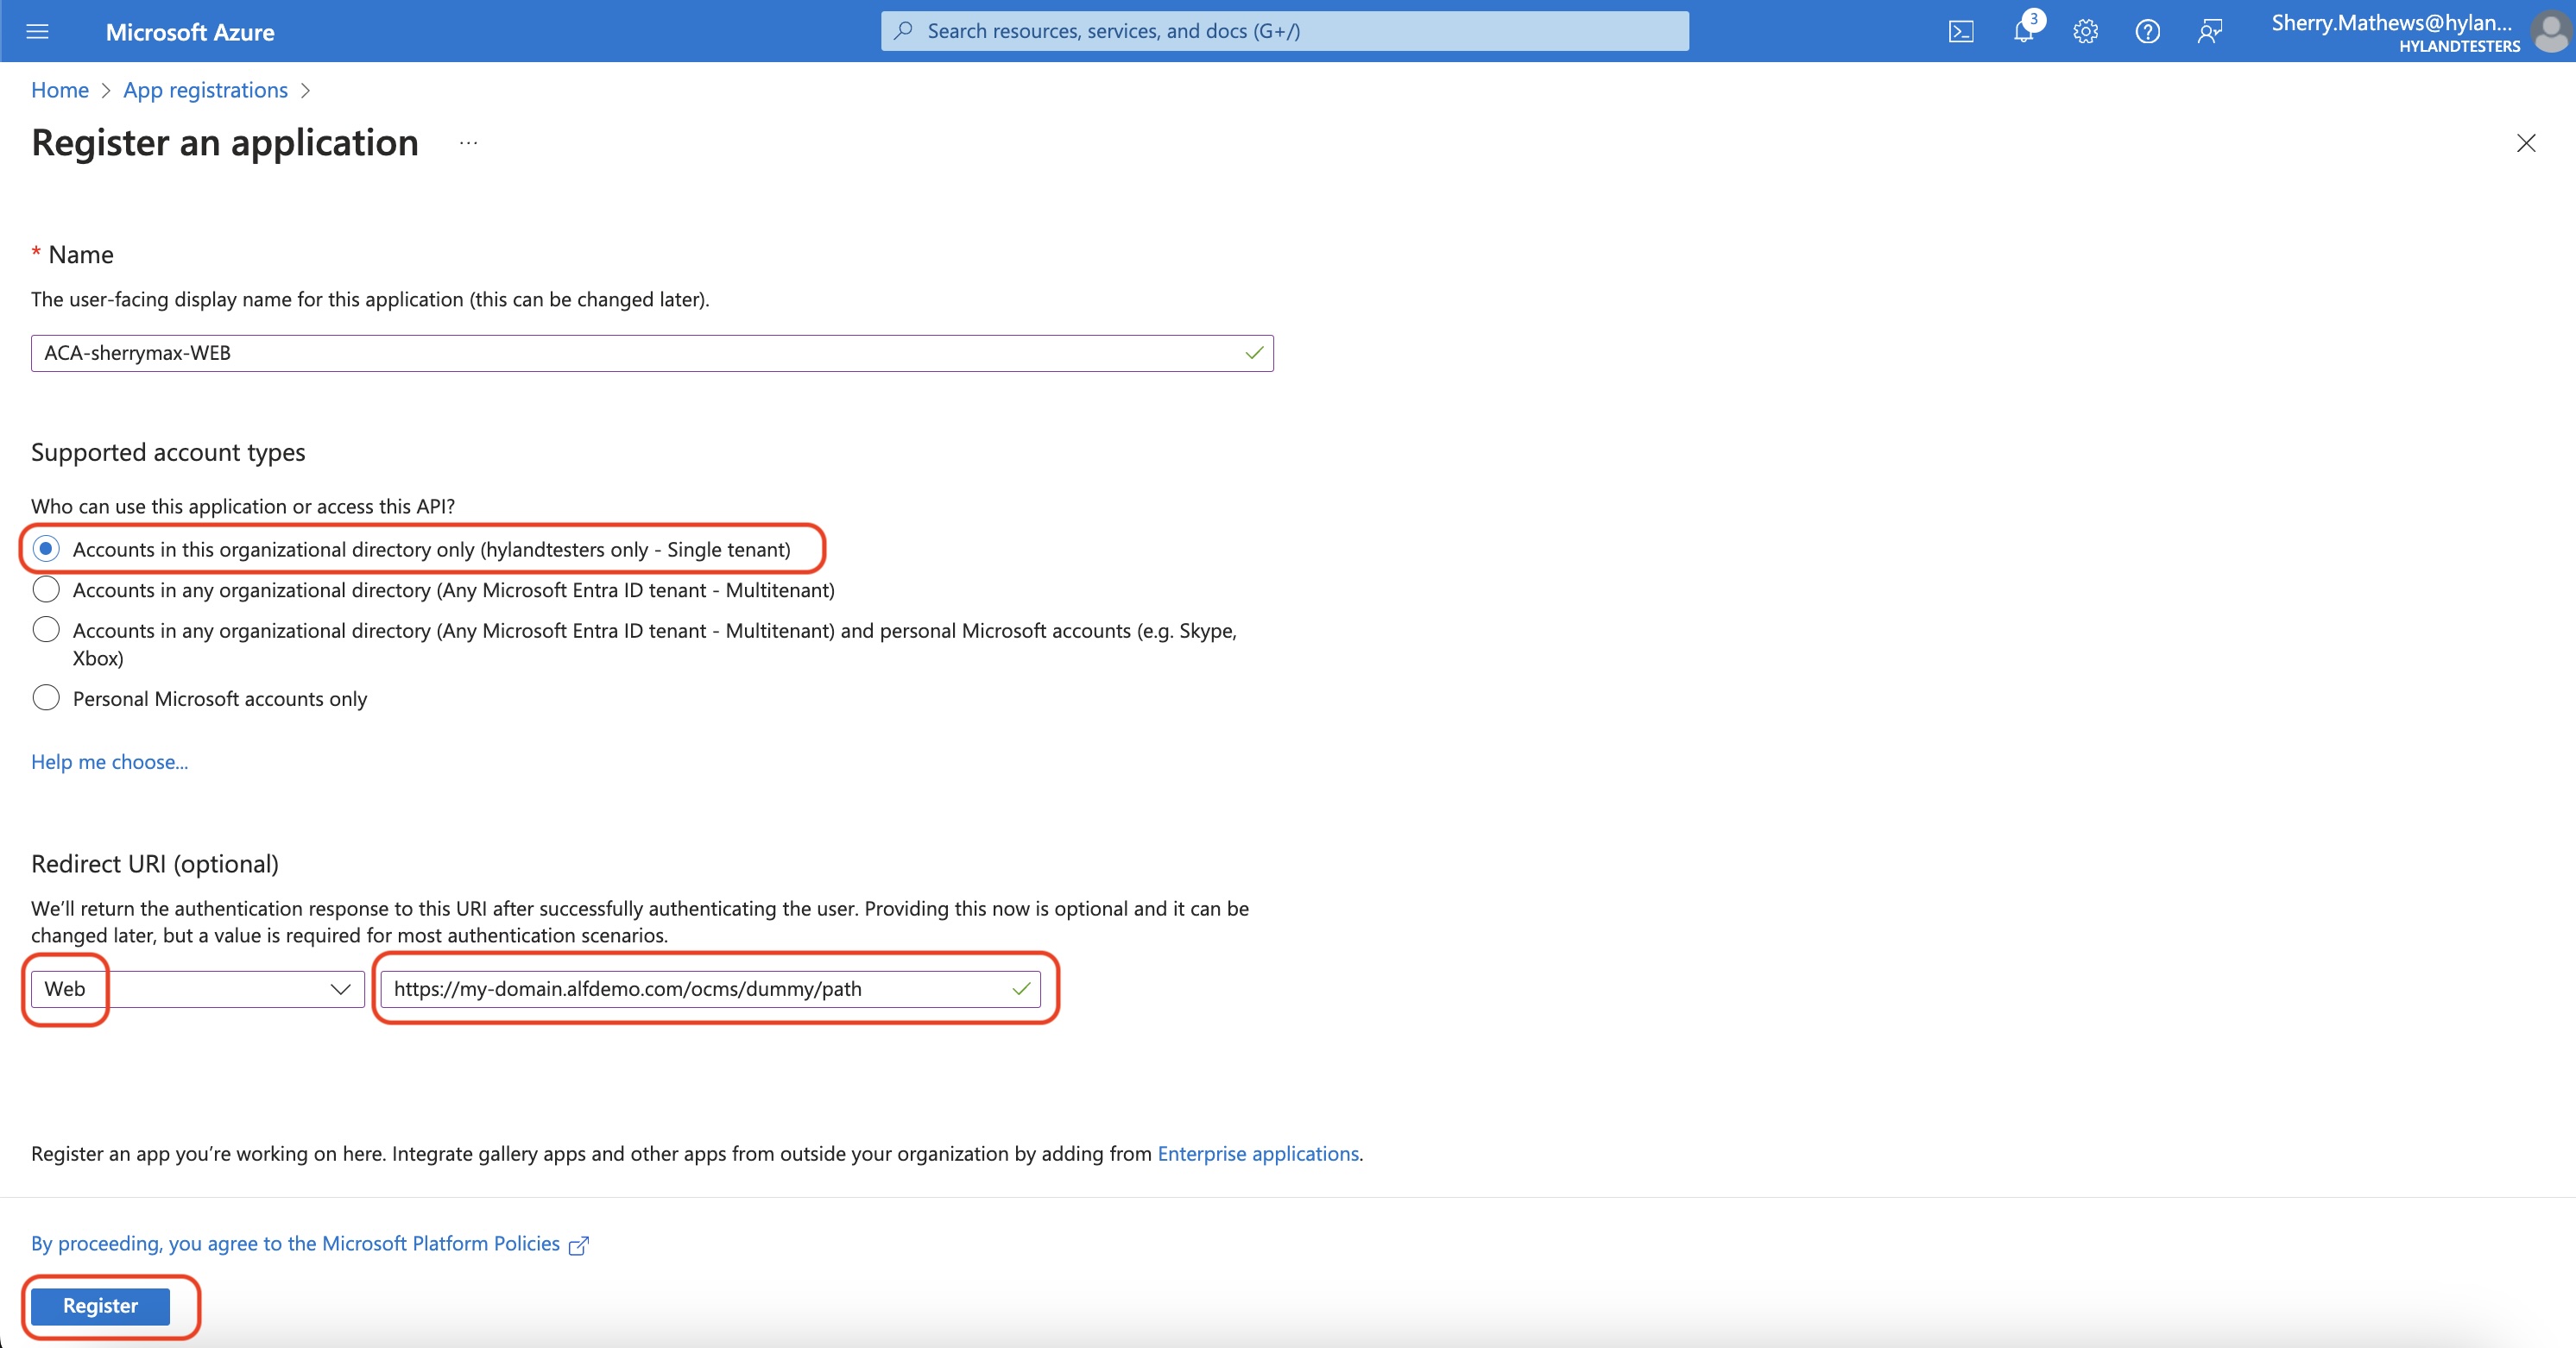 Microsoft Azure
Search resources, services, and docs (G+/)
3
Sherry.Mathews@hylan...
HYLANDTESTERS
Home > App registrations >
Register an application ...
* Name
The user-facing display name for this application (this can be changed later).
ACA-sherrymax-WEB
Supported account types
Who can use this application or access this API?
Accounts in this organizational directory only (hylandtesters only - Single tenant)
Accounts in any organizational directory (Any Microsoft Entra ID tenant - Multitenant)
Accounts in any organizational directory (Any Microsoft Entra ID tenant - Multitenant) and personal Microsoft accounts (e.g. Skype,
Xbox)
Personal Microsoft accounts only
Help me choose...
Redirect URI (optional)
We’ll return the authentication response to this URI after successfully authenticating the user. Providing this now is optional and it can be
changed later, but a value is required for most authentication scenarios.
Web
https://my-domain.alfdemo.com/ocms/dummy/path
Register an app you’re working on here. Integrate gallery apps and other apps from outside your organization by adding from Enterprise applications.
By proceeding, you agree to the Microsoft Platform Policies
Register